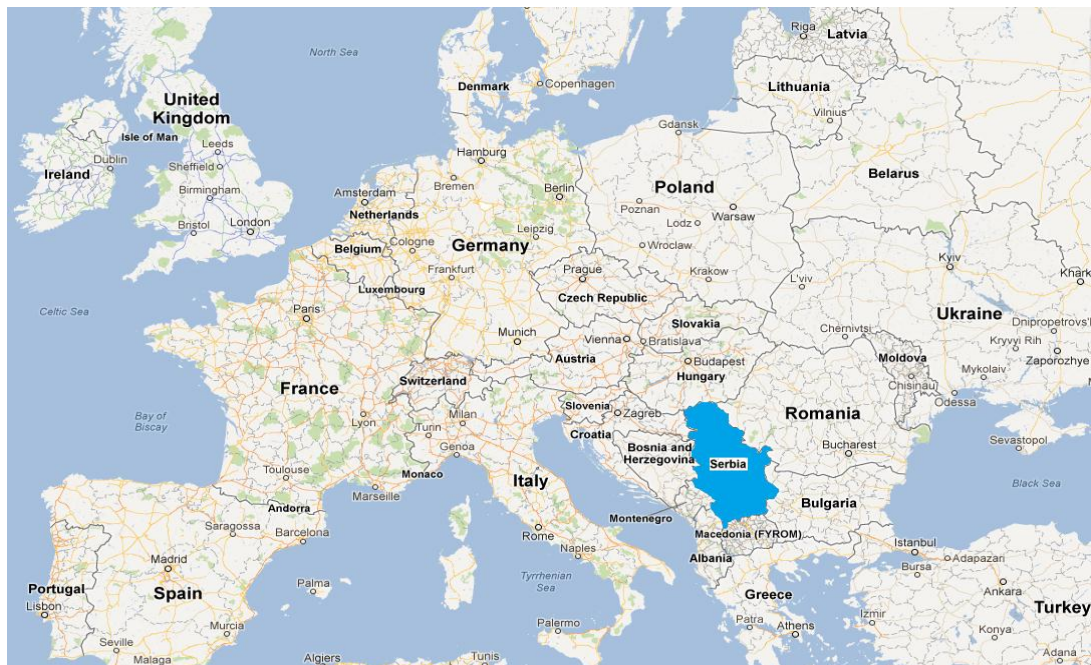 Riga
Latvia
North Sea
Denmark
Copenhagen
Lithuania
Vilnius
United
Kingdom
Isle of Man
Leeds
Gdansk
Dublin
Sheffield
Hamburg
Ireland
Birmingham
Bremen
Berlin
Poland
Belarus
Amsterdam
Poznan
Warsaw
Bristol
London
Netherlands
Lodz
Leipzig
Belgium
Cologne
Germany
Wroclaw
Kyiv
Frankfurt
Prague
Krakow
L'viv
Khark
Luxembourg
Czech Republic
Celtic Sea
Paris
Slovakia
Ukraine
Chernivtsi
Dnipropetrovs'l
Munich
Vienna
Bratislava
Kryvyi Rih
Austria
Budapest
Moldova
Zaporozhye
France
Switzerland
Hungary
Chisinau
Mykolaiv
Odessa
Bay of
Biscay
Lyon
Milan
Slovenia
Zagreb
Romania
Turin
Croatia
Genoa
Bosnia and
Herzegovina
Serbia
Bucharest
Sevastopol
Toulouse
Monaco
Italy
Marseille
Black Sea
Andorra
Bulgaria
Montenegro
Saragossa
Barcelona
Rome
Macedonia (FYROM)
Istanbul
Madrid
Naples
Albania
Adapazarı
Bursa
Portugal
Spain
Palma
Tyrrhenian
Sea
Greece
Ankara
Lisbon
Turkey
Patra
Izmir
Murcia
Palermo
Athens
Konya
Seville
Malaga
Algiers
Tunis
Adana